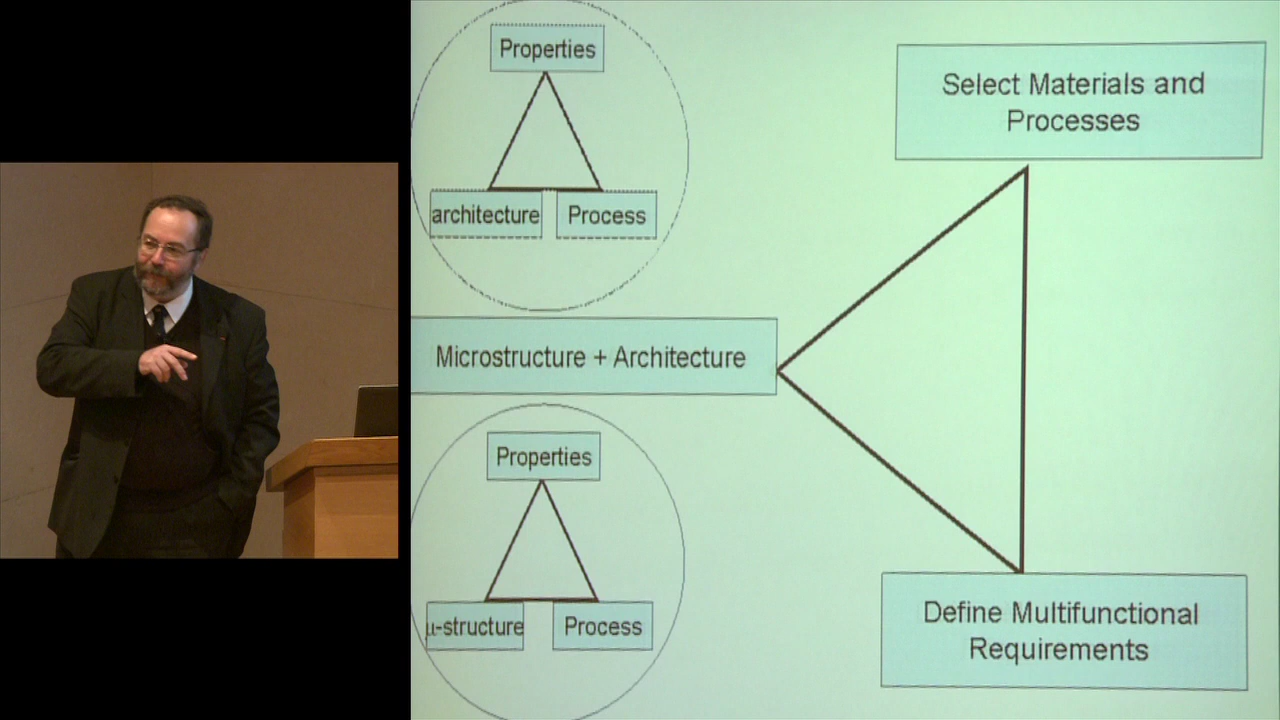 Properties
architecture
Process
Select Materials and
Processes
Microstructure + Architecture
Properties
μ-structure
Process
Define Multifunctional
Requirements